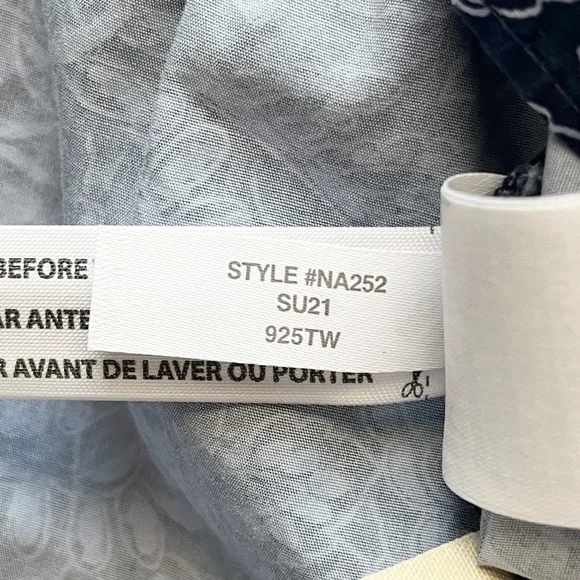 STYLE #NA252
SU21
925TW
BEFORE
AR ANTE
R AVANT DE LAVER OU PORTER